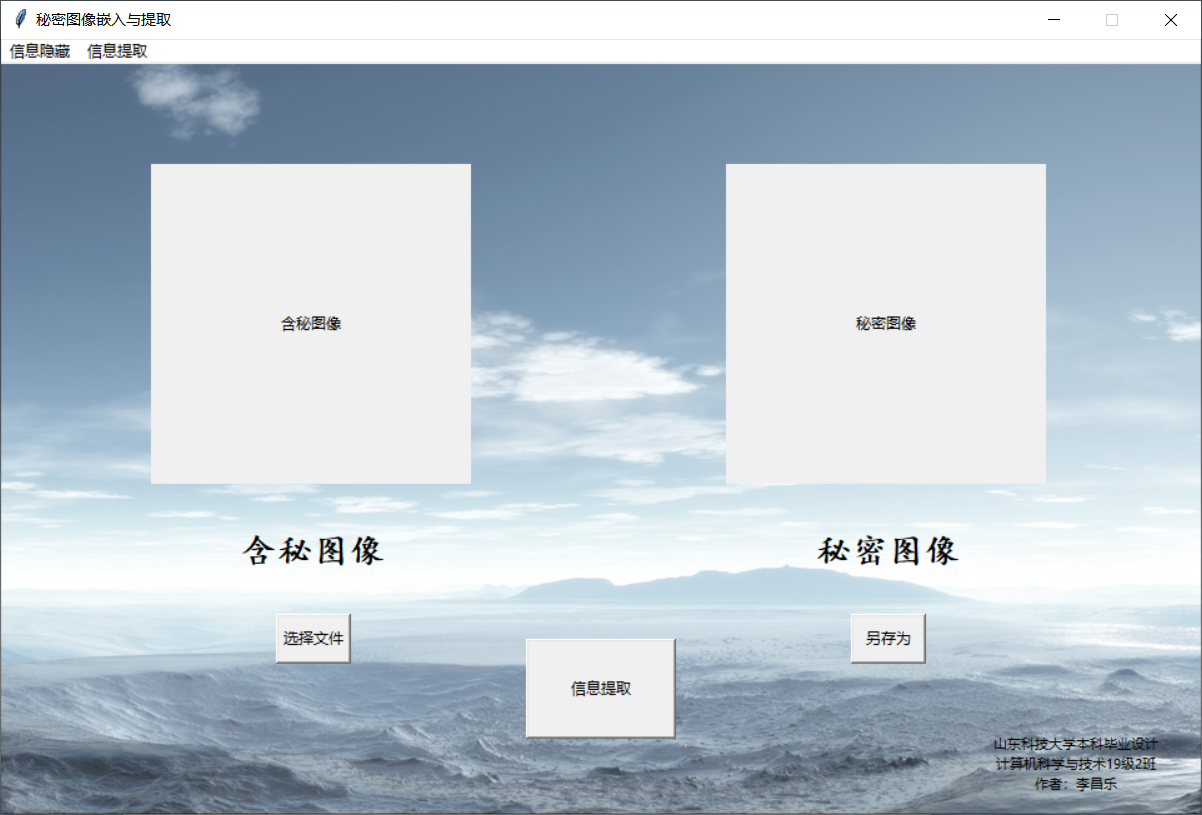 秘密图像嵌入与提取
信息隐藏 信息提取
含秘图像
秘密图像
含秘图像
秘密图像
选择文件
另存为
信息提取
山东科技大学本科毕业设计
计算机科学与技术19级2班
作者：李昌乐